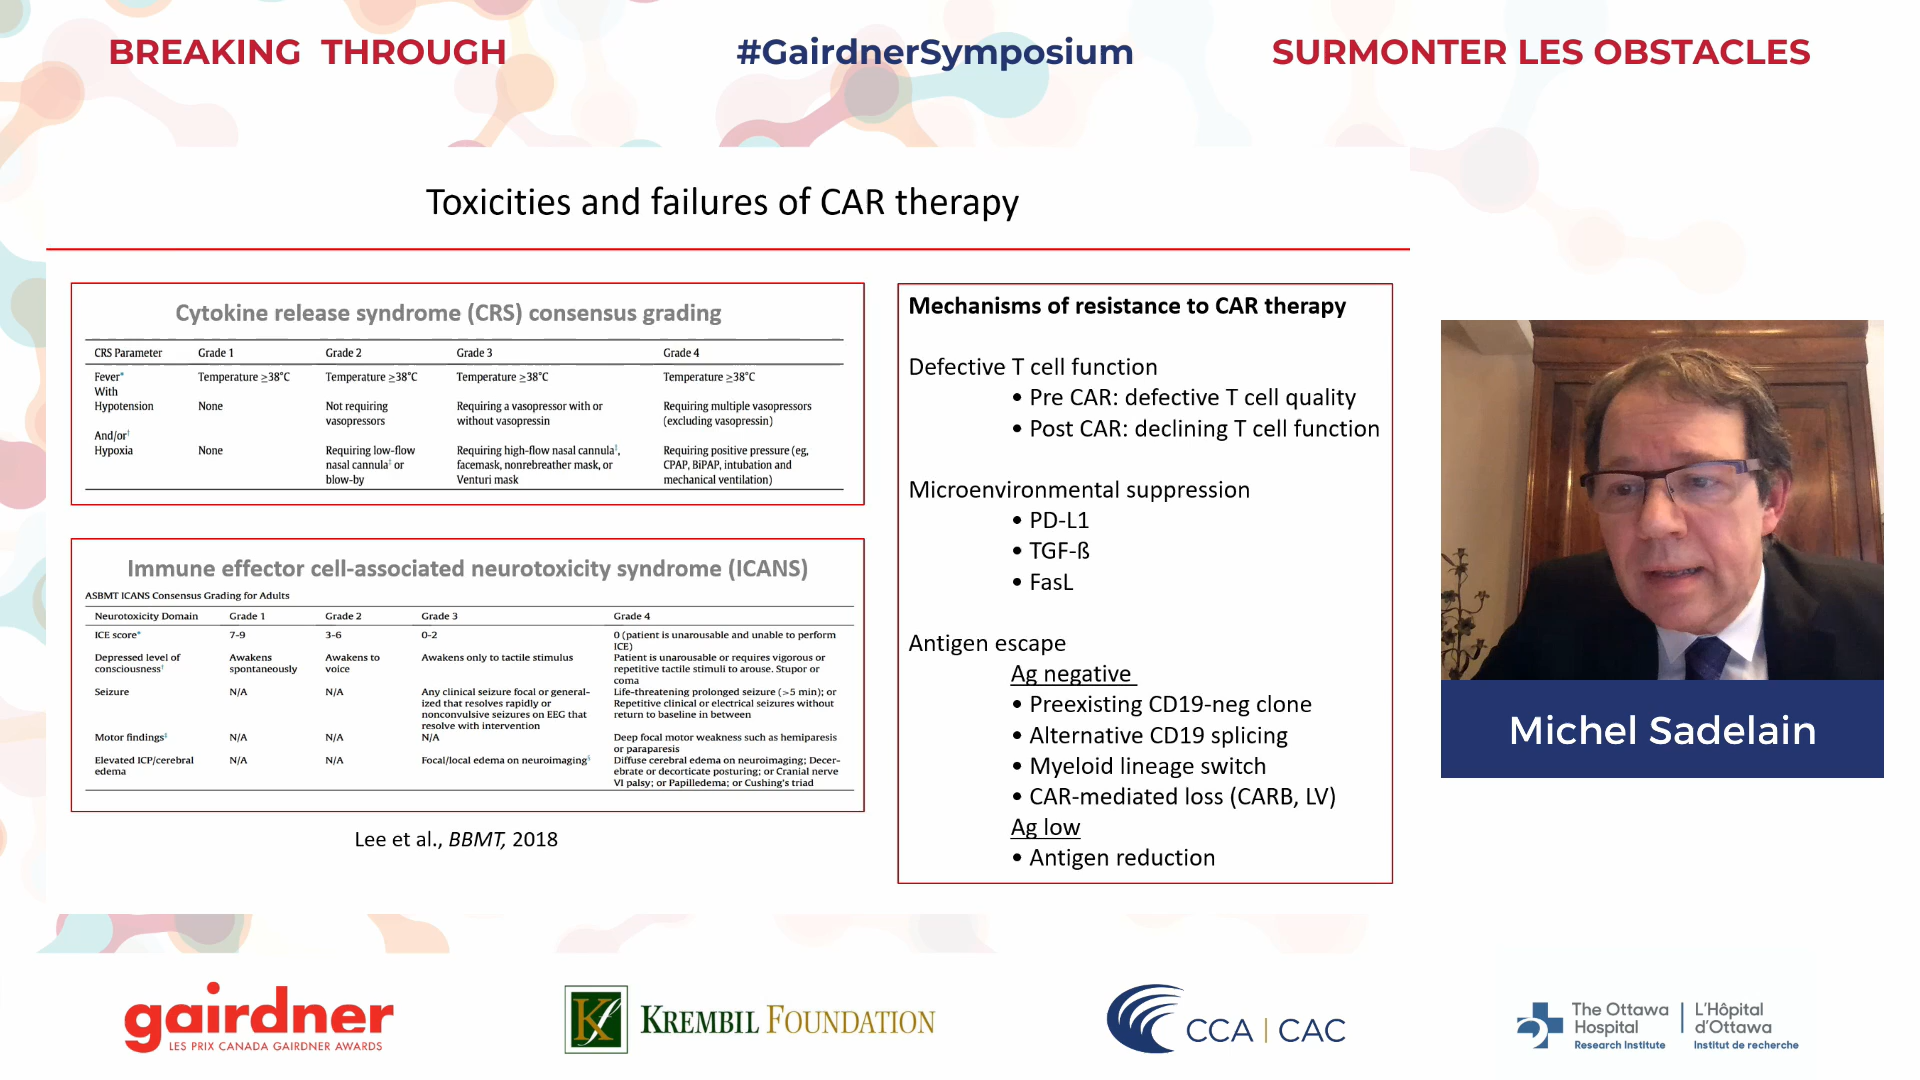 BREAKING THROUGH
#GairdnerSymposium
SURMONTER LES OBSTACLES
Toxicities and failures of CAR therapy
Cytokine release syndrome (CRS) consensus grading
CRS Parameter Grade 1 Grade 2 Grade 3 Grade 4
Fever* Temperature ≥38°C Temperature ≥38°C Temperature ≥38°C Temperature ≥38°C
With
Hypotension None Not requiring Requiring a vasopressor with or Requiring multiple vasopressors
vasopressors without vasopressin (excluding vasopressin)
And/or†
Hypoxia None Requiring low-flow Requiring high-flow nasal cannula‡, Requiring positive pressure (eg,
nasal cannula‡ or facemask, nonrebreather mask, or CPAP, BiPAP, intubation and
blow-by Venturi mask mechanical ventilation)
Immune effector cell-associated neurotoxicity syndrome (ICANS)
ASBMT ICANS Consensus Grading for Adults
Neurotoxicity Domain Grade 1 Grade 2 Grade 3 Grade 4
ICE score* 7-9 3-6 0-2 0 (patient is unarousable and unable to perform
ICE)
Depressed level of Awakens Awakens to Awakens only to tactile stimulus Patient is unarousable or requires vigorous or
consciousness† spontaneously voice repetitive tactile stimuli to arouse. Stupor or
coma
Seizure N/A N/A Any clinical seizure focal or general- Life-threatening prolonged seizure (>5 min); or
ized that resolves rapidly or Repetitive clinical or electrical seizures without
nonconvulsive seizures on EEG that return to baseline in between
resolve with intervention
Motor findings‡ N/A N/A N/A Deep focal motor weakness such as hemiparesis
or paraparesis
Elevated ICP/cerebral N/A N/A Focal/local edema on neuroimaging§ Diffuse cerebral edema on neuroimaging; Decer-
edema ebrate or decorticate posturing; or Cranial nerve
VI palsy; or Papilledema; or Cushing's triad
Lee et al., BBMT, 2018
Mechanisms of resistance to CAR therapy
Defective T cell function
• Pre CAR: defective T cell quality
• Post CAR: declining T cell function
Microenvironmental suppression
• PD-L1
• TGF-ß
• FasL
Antigen escape
Ag negative
• Preexisting CD19-neg clone
• Alternative CD19 splicing
• Myeloid lineage switch
• CAR-mediated loss (CARB, LV)
Ag low
• Antigen reduction
Michel Sadelain
gairdner
LES PRIX CANADA GAIRDNER AWARDS
Kf
KREMBIL FOUNDATION
CCA | CAC
The Ottawa
Hospital
Research Institute
L'Hôpital
d'Ottawa
Institut de recherche